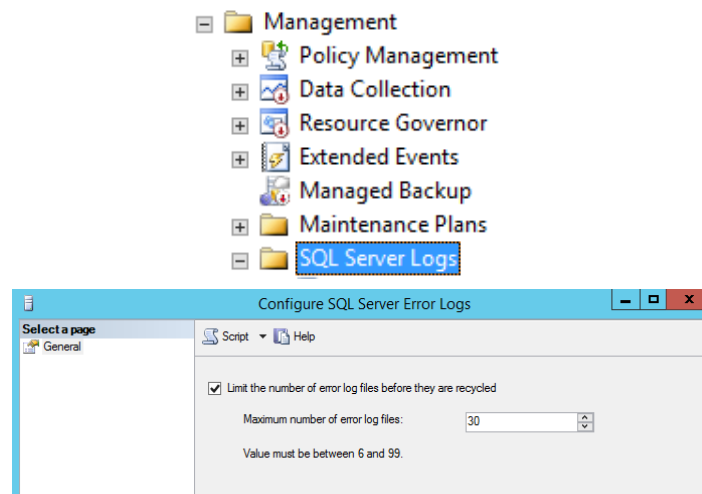 Management
Policy Management
Data Collection
Resource Governor
Extended Events
Managed Backup
Maintenance Plans
SQL Server Logs
Configure SQL Server Error Logs
Select a page
General
Script
Help
Limit the number of error log files before they are recycled
Maximum number of error log files: 30
Value must be between 6 and 99.